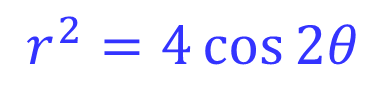 r² = 4 cos 2θ